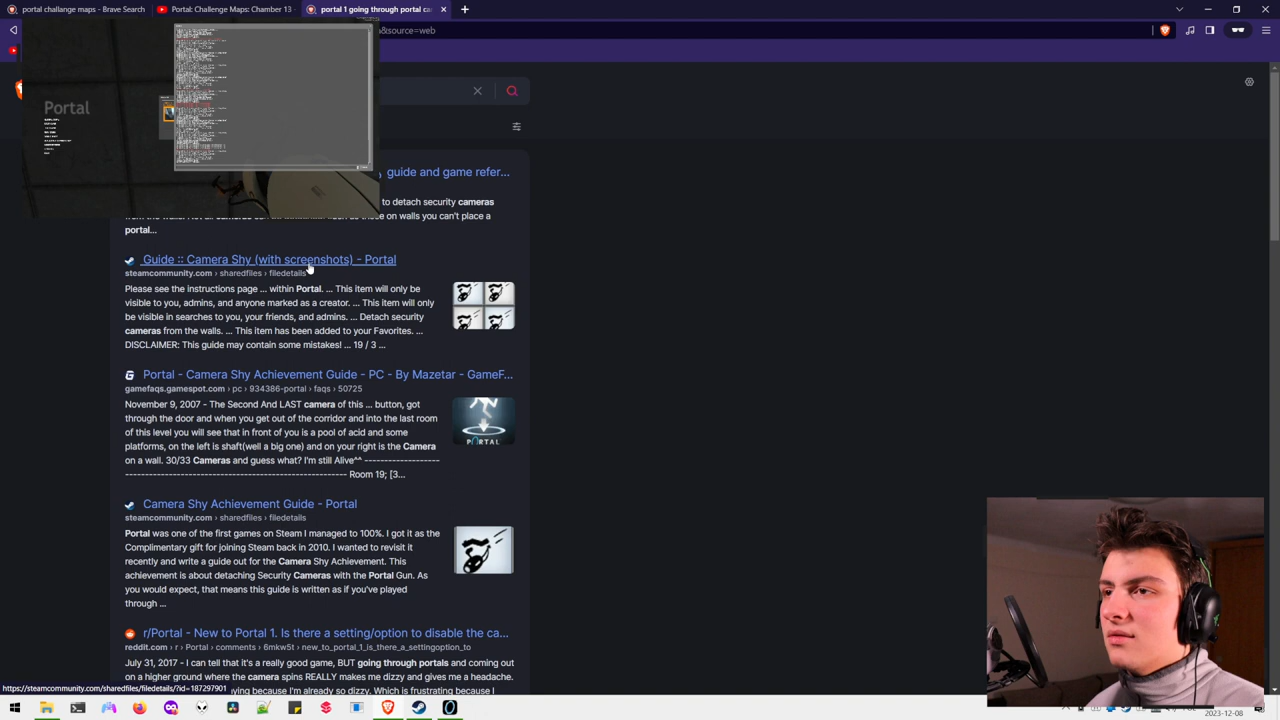 portal challenge maps - Brave Search
Portal: Challenge Maps: Chamber 13
portal 1 going through portal ca
&source=web
Portal
guide and game refer...
to detach security cameras
those on walls you can't place a
portal...
Guide :: Camera Shy (with screenshots) - Portal
steamcommunity.com › sharedfiles › filedetails
Please see the instructions page ... within Portal. ... This item will only be
visible to you, admins, and anyone marked as a creator. ... This item will only
be visible in searches to you, your friends, and admins. ... Detach security
cameras from the walls. ... This item has been added to your Favorites. ...
DISCLAIMER: This guide may contain some mistakes! ... 19 / 3 ...
Portal - Camera Shy Achievement Guide - PC - By Mazetar - GameF...
gamefaqs.gamespot.com › pc › 934386-portal › faqs › 50725
November 9, 2007 - The Second And LAST camera of this ... button, got
through the door and when you get out of the corridor and into the last room
of this level you will see that in front of you is a pool of acid and some
platforms, on the left is shaft(well a big one) and on your right is the Camera
on a wall. 30/33 Cameras and guess what? I'm still Alive^^ --------------------
---------------------------------------------------------- Room 19; [3...
PORTAL
Camera Shy Achievement Guide - Portal
steamcommunity.com › sharedfiles › filedetails
Portal was one of the first games on Steam I managed to 100%. I got it as the
Complimentary gift for joining Steam back in 2010. I wanted to revisit it
recently and write a guide out for the Camera Shy Achievement. This
achievement is about detaching Security Cameras with the Portal Gun. As
you would expect, that means this guide is written as if you've played
through ...
r/Portal - New to Portal 1. Is there a setting/option to disable the ca...
reddit.com › r › Portal › comments › 6mkw5t › new_to_portal_1_is_there_a_settingoption_to
July 31, 2017 - I can tell that it's a really good game, BUT going through portals and coming out
on a higher ground where the camera spins REALLY makes me dizzy and gives me a headache.
https://steamcommunity.com/sharedfiles/filedetails/?id=187297901
ying because I'm already so dizzy. Which is frustrating because I
2023-12-08